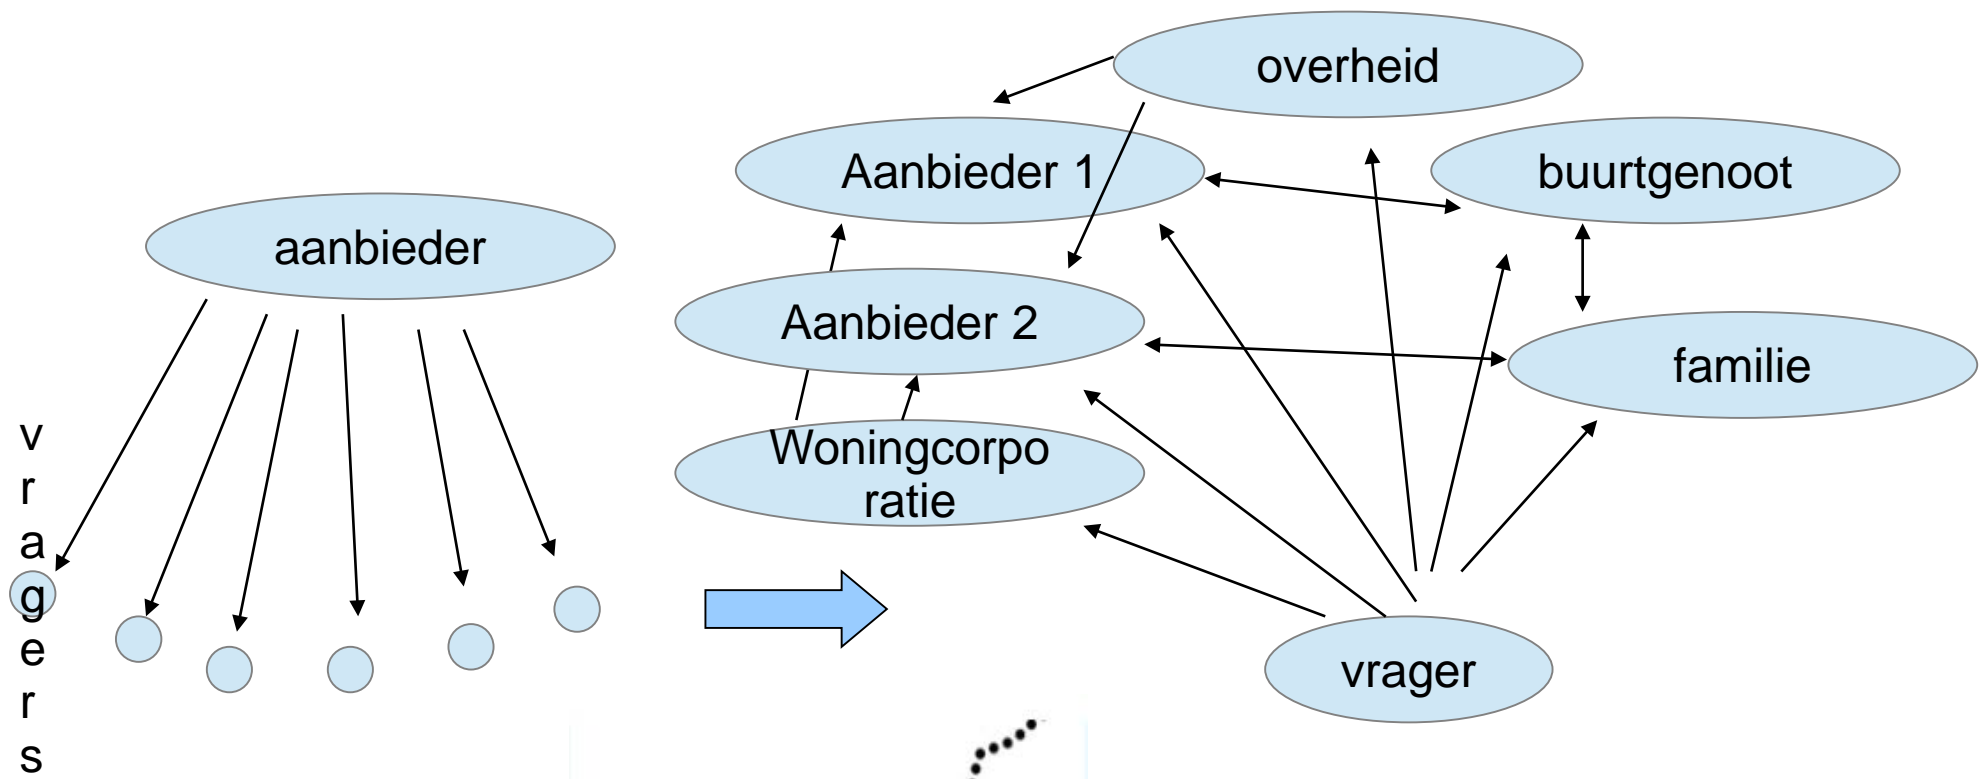 overheid
Aanbieder 1
buurtgenoot
aanbieder
Aanbieder 2
familie
Woningcorpo
ratie
vrager
v
r
a
g
e
r
s